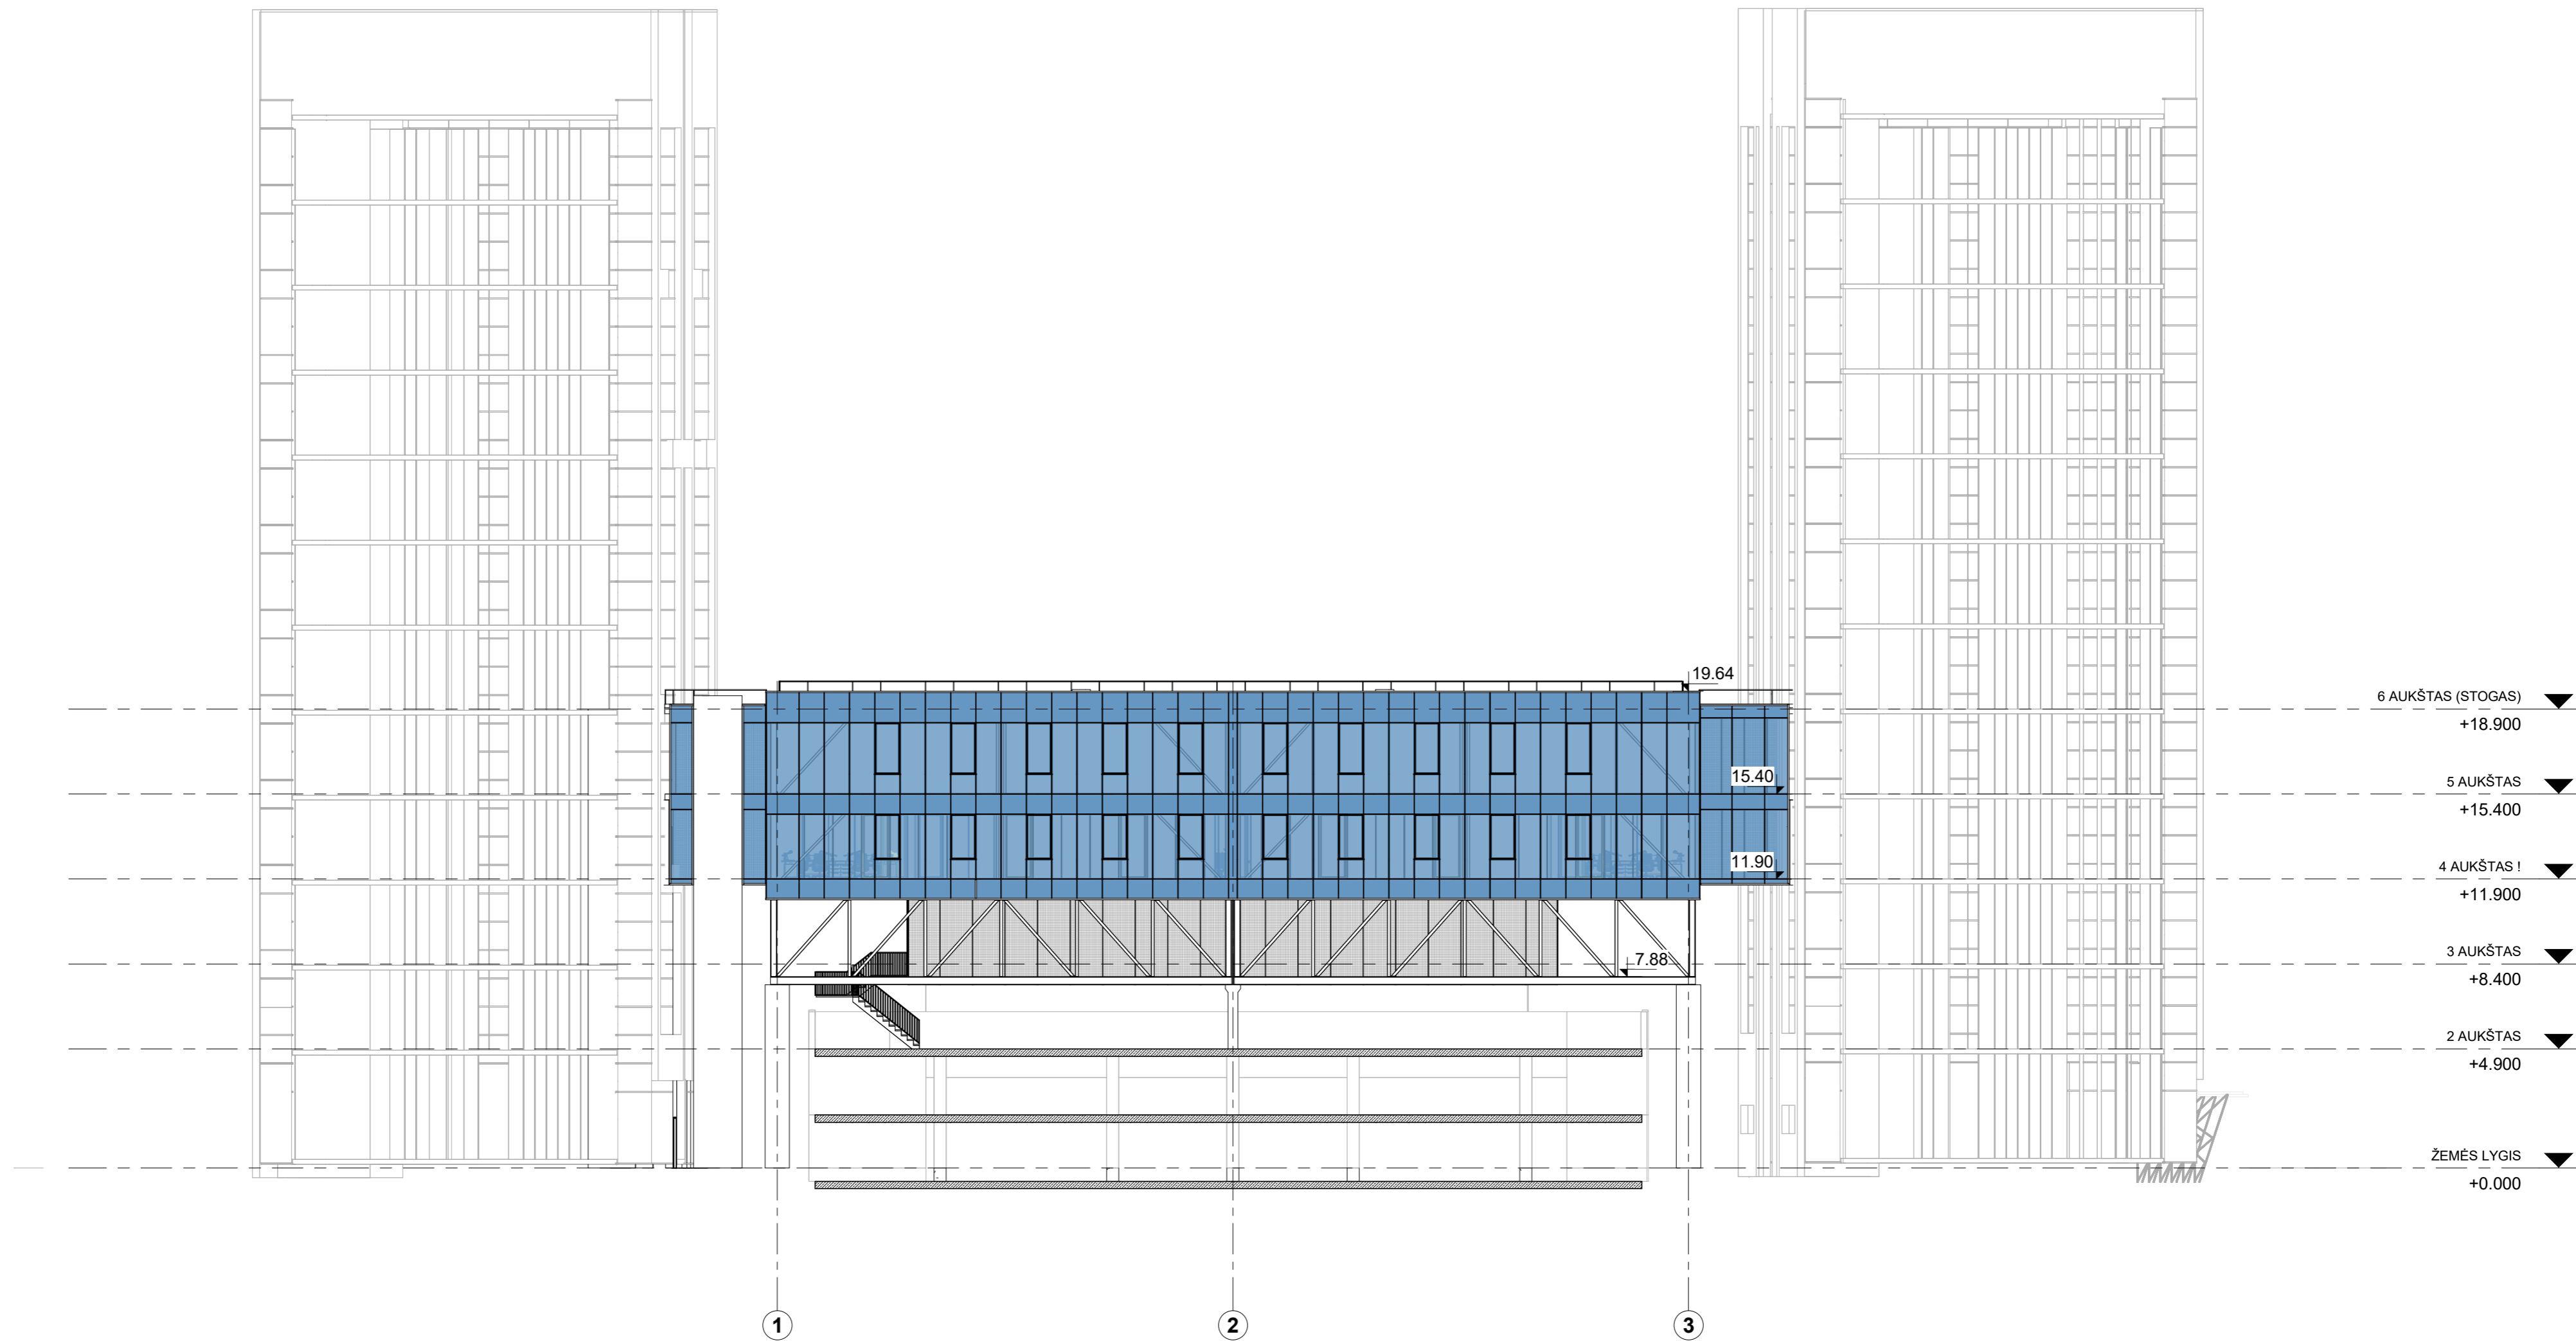 19.64
6 AUKŠTAS (STOGAS)
+18.900
15.40
5 AUKŠTAS
+15.400
11.90
4 AUKŠTAS !
+11.900
7.88
3 AUKŠTAS
+8.400
2 AUKŠTAS
+4.900
ŽEMĖS LYGIS
+0.000
1
2
3